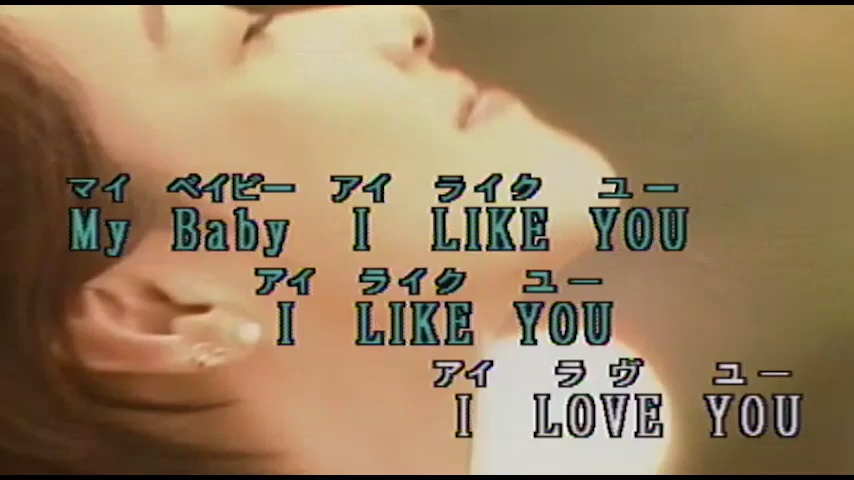 マイ ベイビー アイ ライク ユー
My Baby I LIKE YOU
アイ ライク ユー
I LIKE YOU
アイ ラヴ ユー
I LOVE YOU